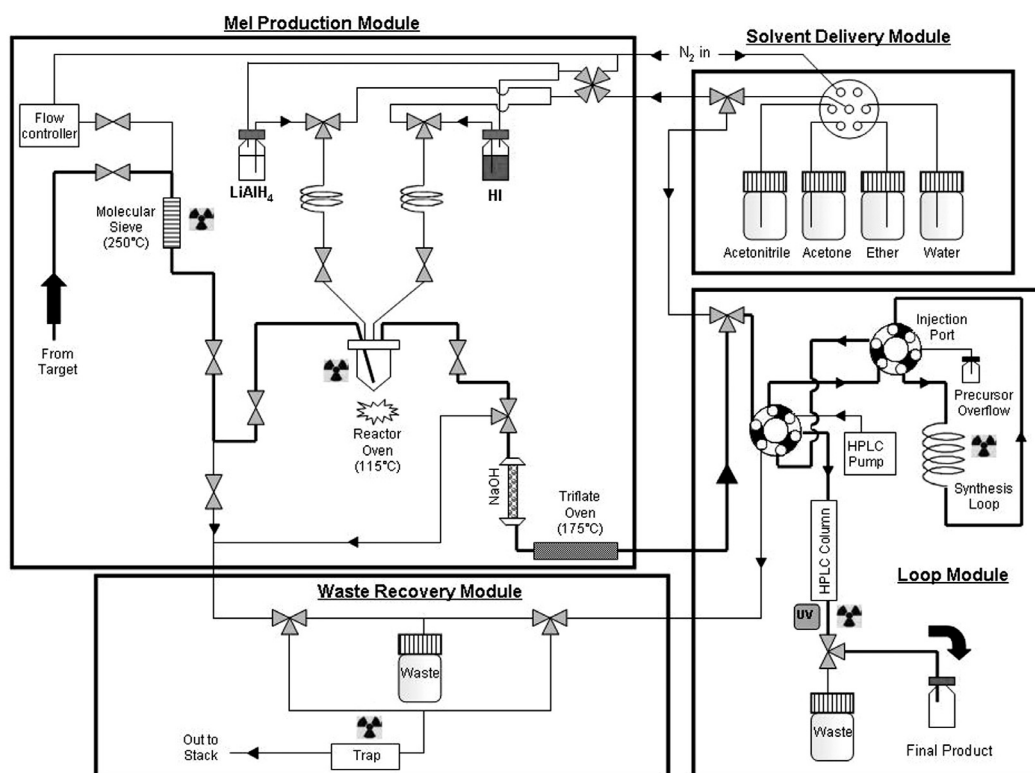 MeI Production Module
N₂ in
Solvent Delivery Module
Flow
controller
LiAlH₄
HI
Molecular
Sieve
(250°C)
Acetonitrile
Acetone
Ether
Water
From
Target
Reactor
Oven
(115°C)
NaOH
Triflate
Oven
(175°C)
Injection
Port
Precursor
Overflow
HPLC
Pump
Synthesis
Loop
HPLC Column
UV
Loop Module
Waste
Final Product
Waste Recovery Module
Waste
Out to
Stack
Trap